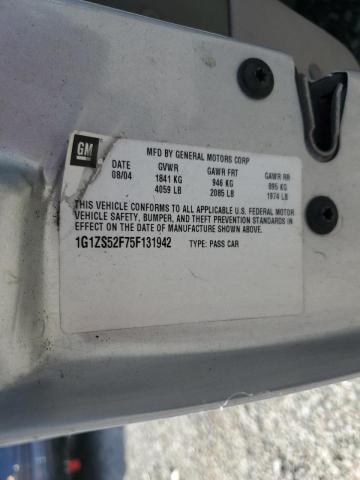 GM
MFD BY GENERAL MOTORS CORP
DATE GVWR GAWR FRT GAWR RR
08/04 1841 KG 946 KG 895 KG
4059 LB 2085 LB 1974 LB
THIS VEHICLE CONFORMS TO ALL APPLICABLE U.S. FEDERAL MOTOR
VEHICLE SAFETY, BUMPER, AND THEFT PREVENTION STANDARDS IN
EFFECT ON THE DATE OF MANUFACTURE SHOWN ABOVE.
1G1ZS52F75F131942 TYPE: PASS CAR